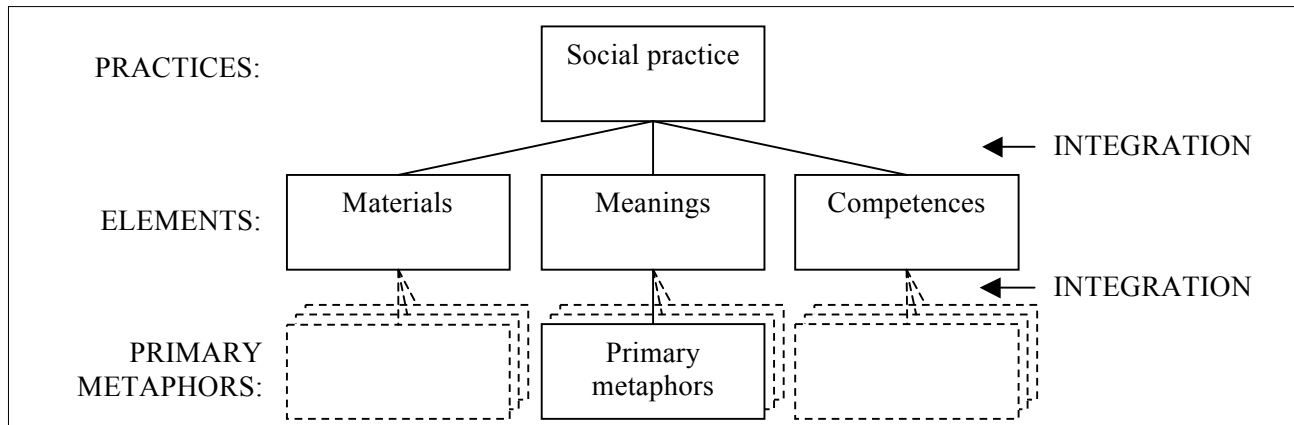 PRACTICES:
Social practice
INTEGRATION
ELEMENTS:
Materials
Meanings
Competences
INTEGRATION
PRIMARY
METAPHORS:
Primary
metaphors